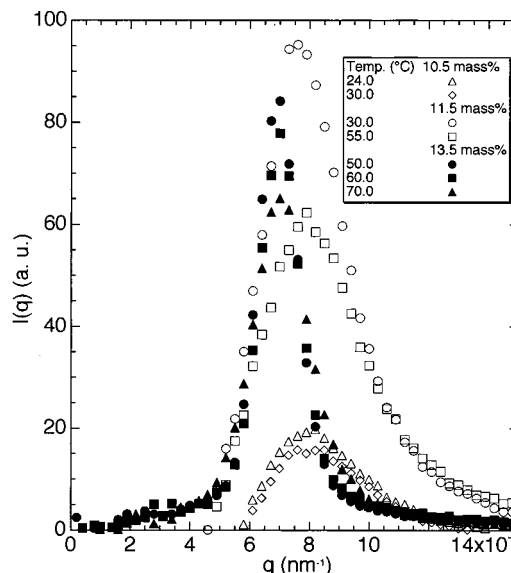 100
80
60
40
20
0
I(q) (a. u.)
Temp. (°C) 10.5 mass%
24.0 △
30.0 ◇
11.5 mass%
30.0 ○
55.0 □
13.5 mass%
50.0 ●
60.0 ■
70.0 ▲
0 2 4 6 8 10 14x10
q (nm-1)